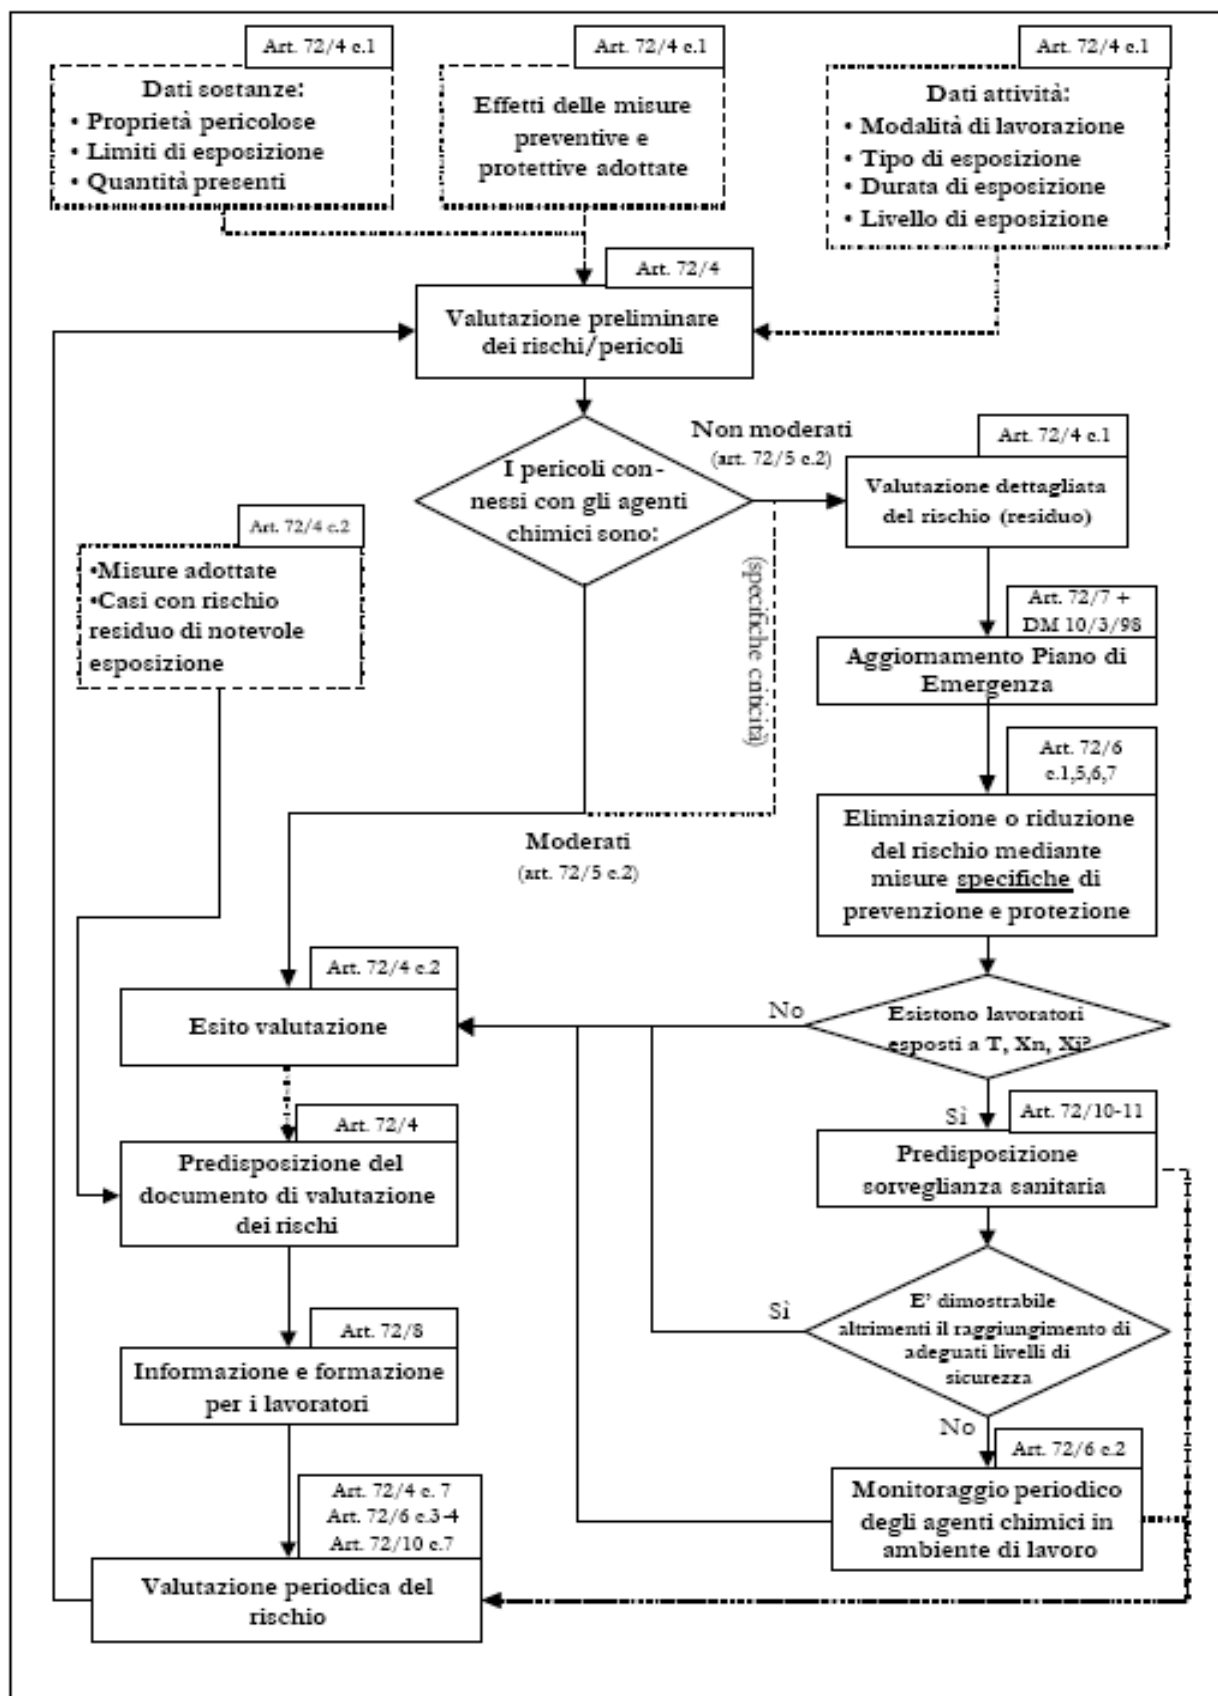 Art. 72/4 c.1
Dati sostanze:
• Proprietà pericolose
• Limiti di esposizione
• Quantità presenti
Art. 72/4 c.1
Effetti delle misure
preventive e
protettive adottate
Art. 72/4 c.1
Dati attività:
• Modalità di lavorazione
• Tipo di esposizione
• Durata di esposizione
• Livello di esposizione
Art. 72/4
Valutazione preliminare
dei rischi/pericoli
I pericoli con-
nessi con gli agenti
chimici sono:
Non moderati
(art. 72/5 c.2)
Art. 72/4 c.1
Valutazione dettagliata
del rischio (residuo)
(specifiche criticità)
Art. 72/4 c.2
•Misure adottate
•Casi con rischio
residuo di notevole
esposizione
Art. 72/7 +
DM 10/3/98
Aggiornamento Piano di
Emergenza
Art. 72/6
c.1,5,6,7
Eliminazione o riduzione
del rischio mediante
misure specifiche di
prevenzione e protezione
Moderati
(art. 72/5 c.2)
Art. 72/4 c.2
Esito valutazione
No
Esistono lavoratori
esposti a T, Xn, Xi?
Sì
Art. 72/10-11
Predisposizione
sorveglianza sanitaria
Art. 72/4
Predisposizione del
documento di valutazione
dei rischi
Sì
E' dimostrabile
altrimenti il raggiungimento di
adeguati livelli di
sicurezza
No
Art. 72/8
Informazione e formazione
per i lavoratori
Art. 72/6 c.2
Monitoraggio periodico
degli agenti chimici in
ambiente di lavoro
Art. 72/4 c. 7
Art. 72/6 c.3-4
Art. 72/10 c.7
Valutazione periodica del
rischio